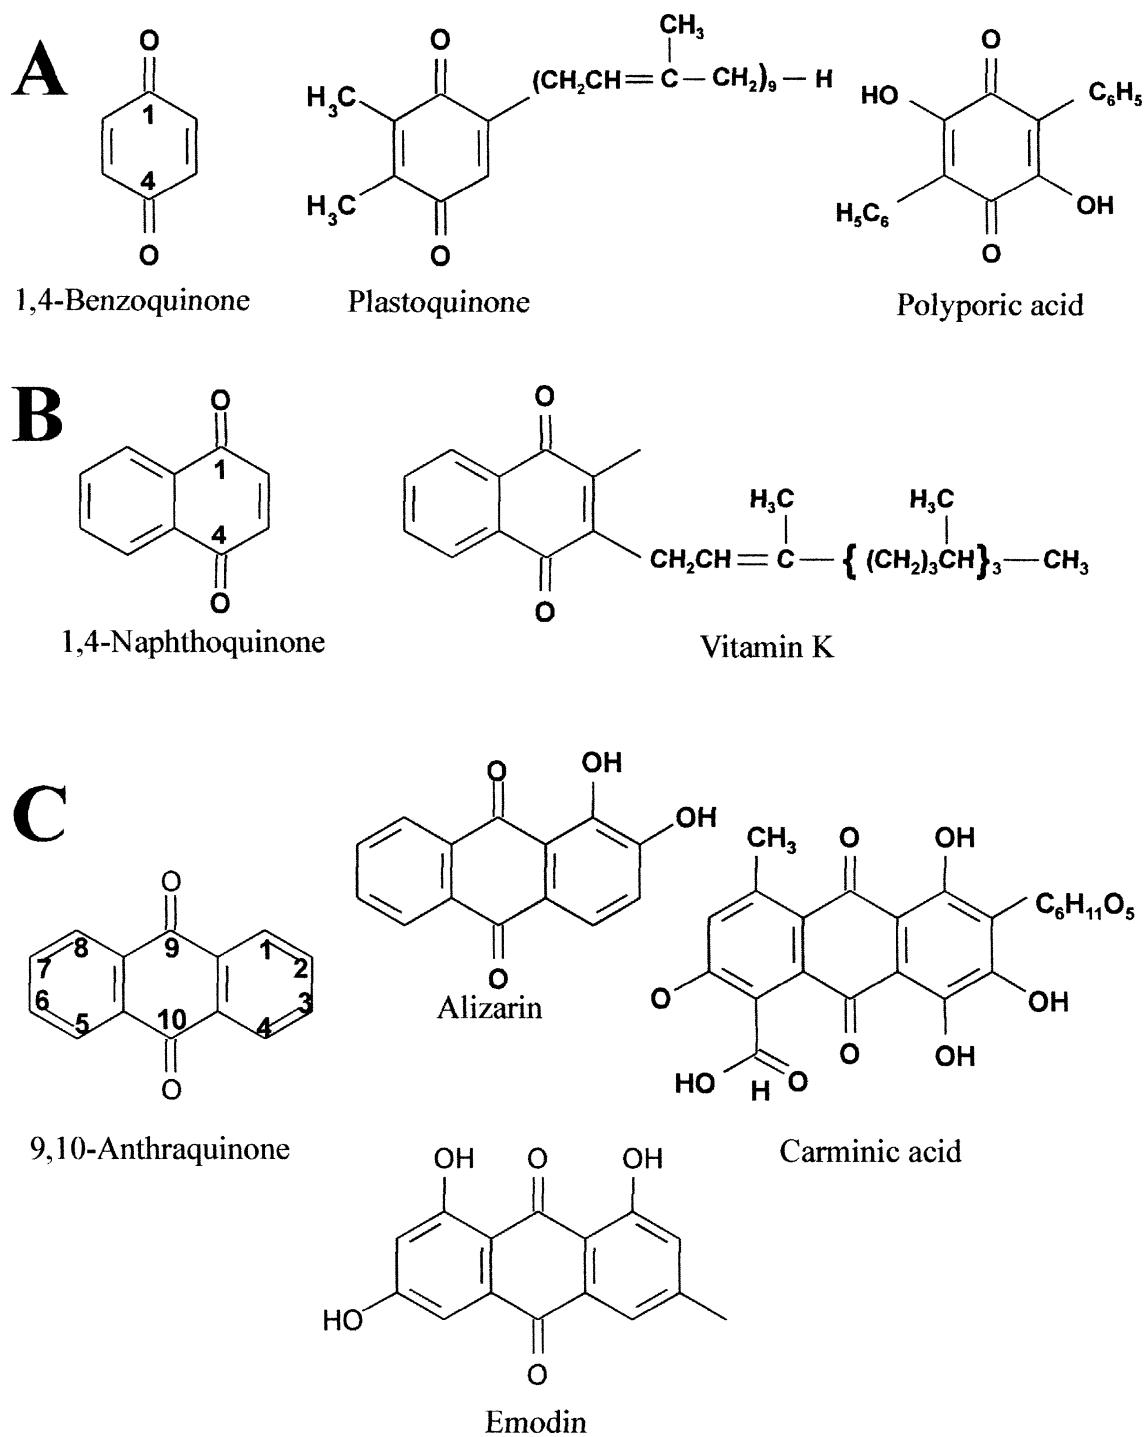 A
O
1
4
O
1,4-Benzoquinone
O
H₃C
H₃C
O
CH₃
(CH₂CH=C—CH₂)₉—H
Plastoquinone
O
HO
C₆H₅
H₅C₆
OH
O
Polyporic acid
B
O
1
4
O
1,4-Naphthoquinone
O
O
H₃C
H₃C
CH₂CH=C—{(CH₂)₃CH}₃—CH₃
Vitamin K
C
O
8
9
1
7
2
6
3
5
10
4
O
9,10-Anthraquinone
O
OH
OH
O
Alizarin
CH₃
O
OH
C₆H₁₁O₅
O
OH
HO
H
O
O
OH
Carminic acid
OH
O
OH
HO
O
Emodin